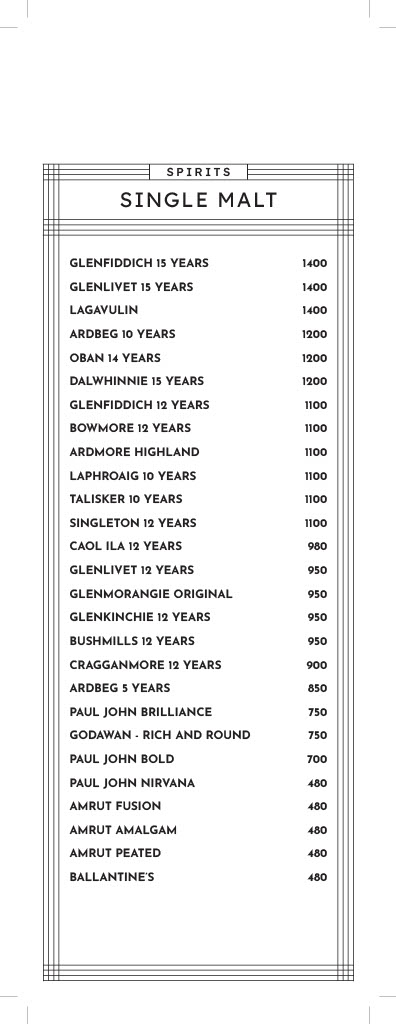 SPIRITS
SINGLE MALT
GLENFIDDICH 15 YEARS 1400
GLENLIVET 15 YEARS 1400
LAGAVULIN 1400
ARDBEG 10 YEARS 1200
OBAN 14 YEARS 1200
DALWHINNIE 15 YEARS 1200
GLENFIDDICH 12 YEARS 1100
BOWMORE 12 YEARS 1100
ARDMORE HIGHLAND 1100
LAPHROAIG 10 YEARS 1100
TALISKER 10 YEARS 1100
SINGLETON 12 YEARS 1100
CAOL ILA 12 YEARS 980
GLENLIVET 12 YEARS 950
GLENMORANGIE ORIGINAL 950
GLENKINCHIE 12 YEARS 950
BUSHMILLS 12 YEARS 950
CRAGGANMORE 12 YEARS 900
ARDBEG 5 YEARS 850
PAUL JOHN BRILLIANCE 750
GODAWAN - RICH AND ROUND 750
PAUL JOHN BOLD 700
PAUL JOHN NIRVANA 480
AMRUT FUSION 480
AMRUT AMALGAM 480
AMRUT PEATED 480
BALLANTINE'S 480